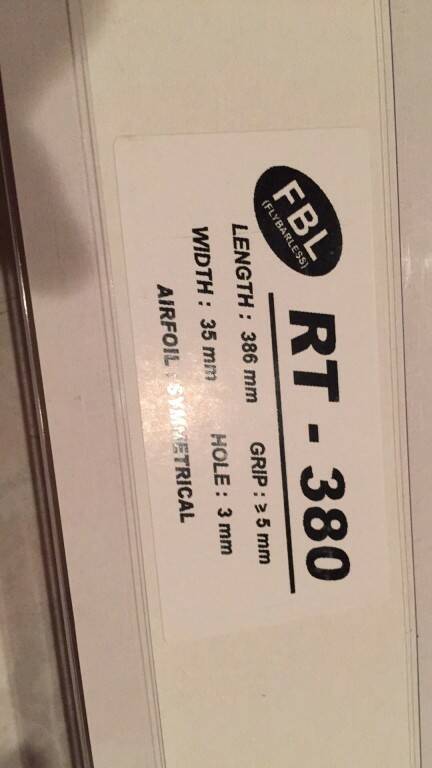 FBL
(FLYBARLESS)
RT - 380
LENGTH : 386 mm GRIP : ≥ 5 mm
WIDTH : 35 mm HOLE : 3 mm
AIRFOIL : SYMMETRICAL